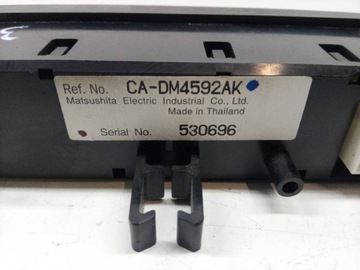 Ref. No. CA-DM4592AK
Matsushita Electric Industrial Co., Ltd.
Made in Thailand
Serial No. 530696